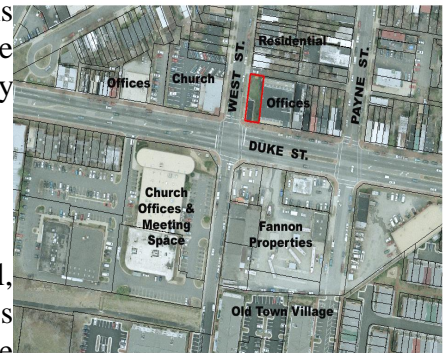 s
e
y
Residential
Offices
Church
WEST ST.
Offices
PAYNE ST.
DUKE ST.
Church
Offices &
Meeting
Space
Fannon
Properties
l,
s
Old Town Village
e